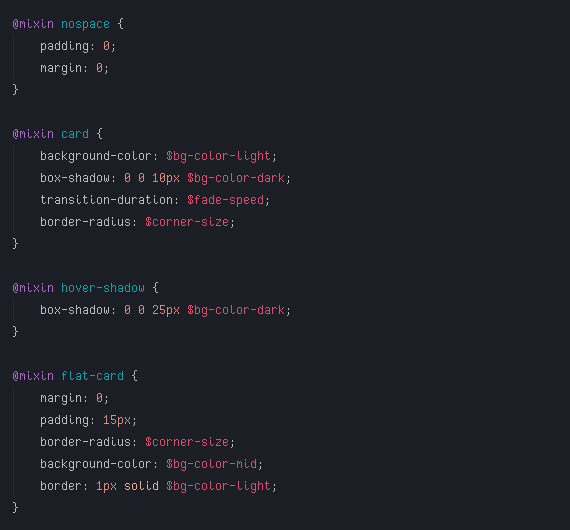 @mixin nospace {
    padding: 0;
    margin: 0;
}

@mixin card {
    background-color: $bg-color-light;
    box-shadow: 0 0 10px $bg-color-dark;
    transition-duration: $fade-speed;
    border-radius: $corner-size;
}

@mixin hover-shadow {
    box-shadow: 0 0 25px $bg-color-dark;
}

@mixin flat-card {
    margin: 0;
    padding: 15px;
    border-radius: $corner-size;
    background-color: $bg-color-mid;
    border: 1px solid $bg-color-light;
}